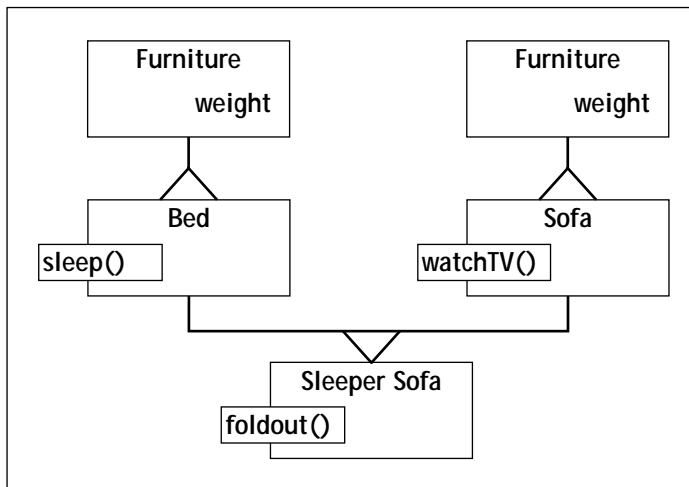 Furniture
weight
Furniture
weight
Bed
sleep()
Sofa
watchTV()
Sleeper Sofa
foldout()